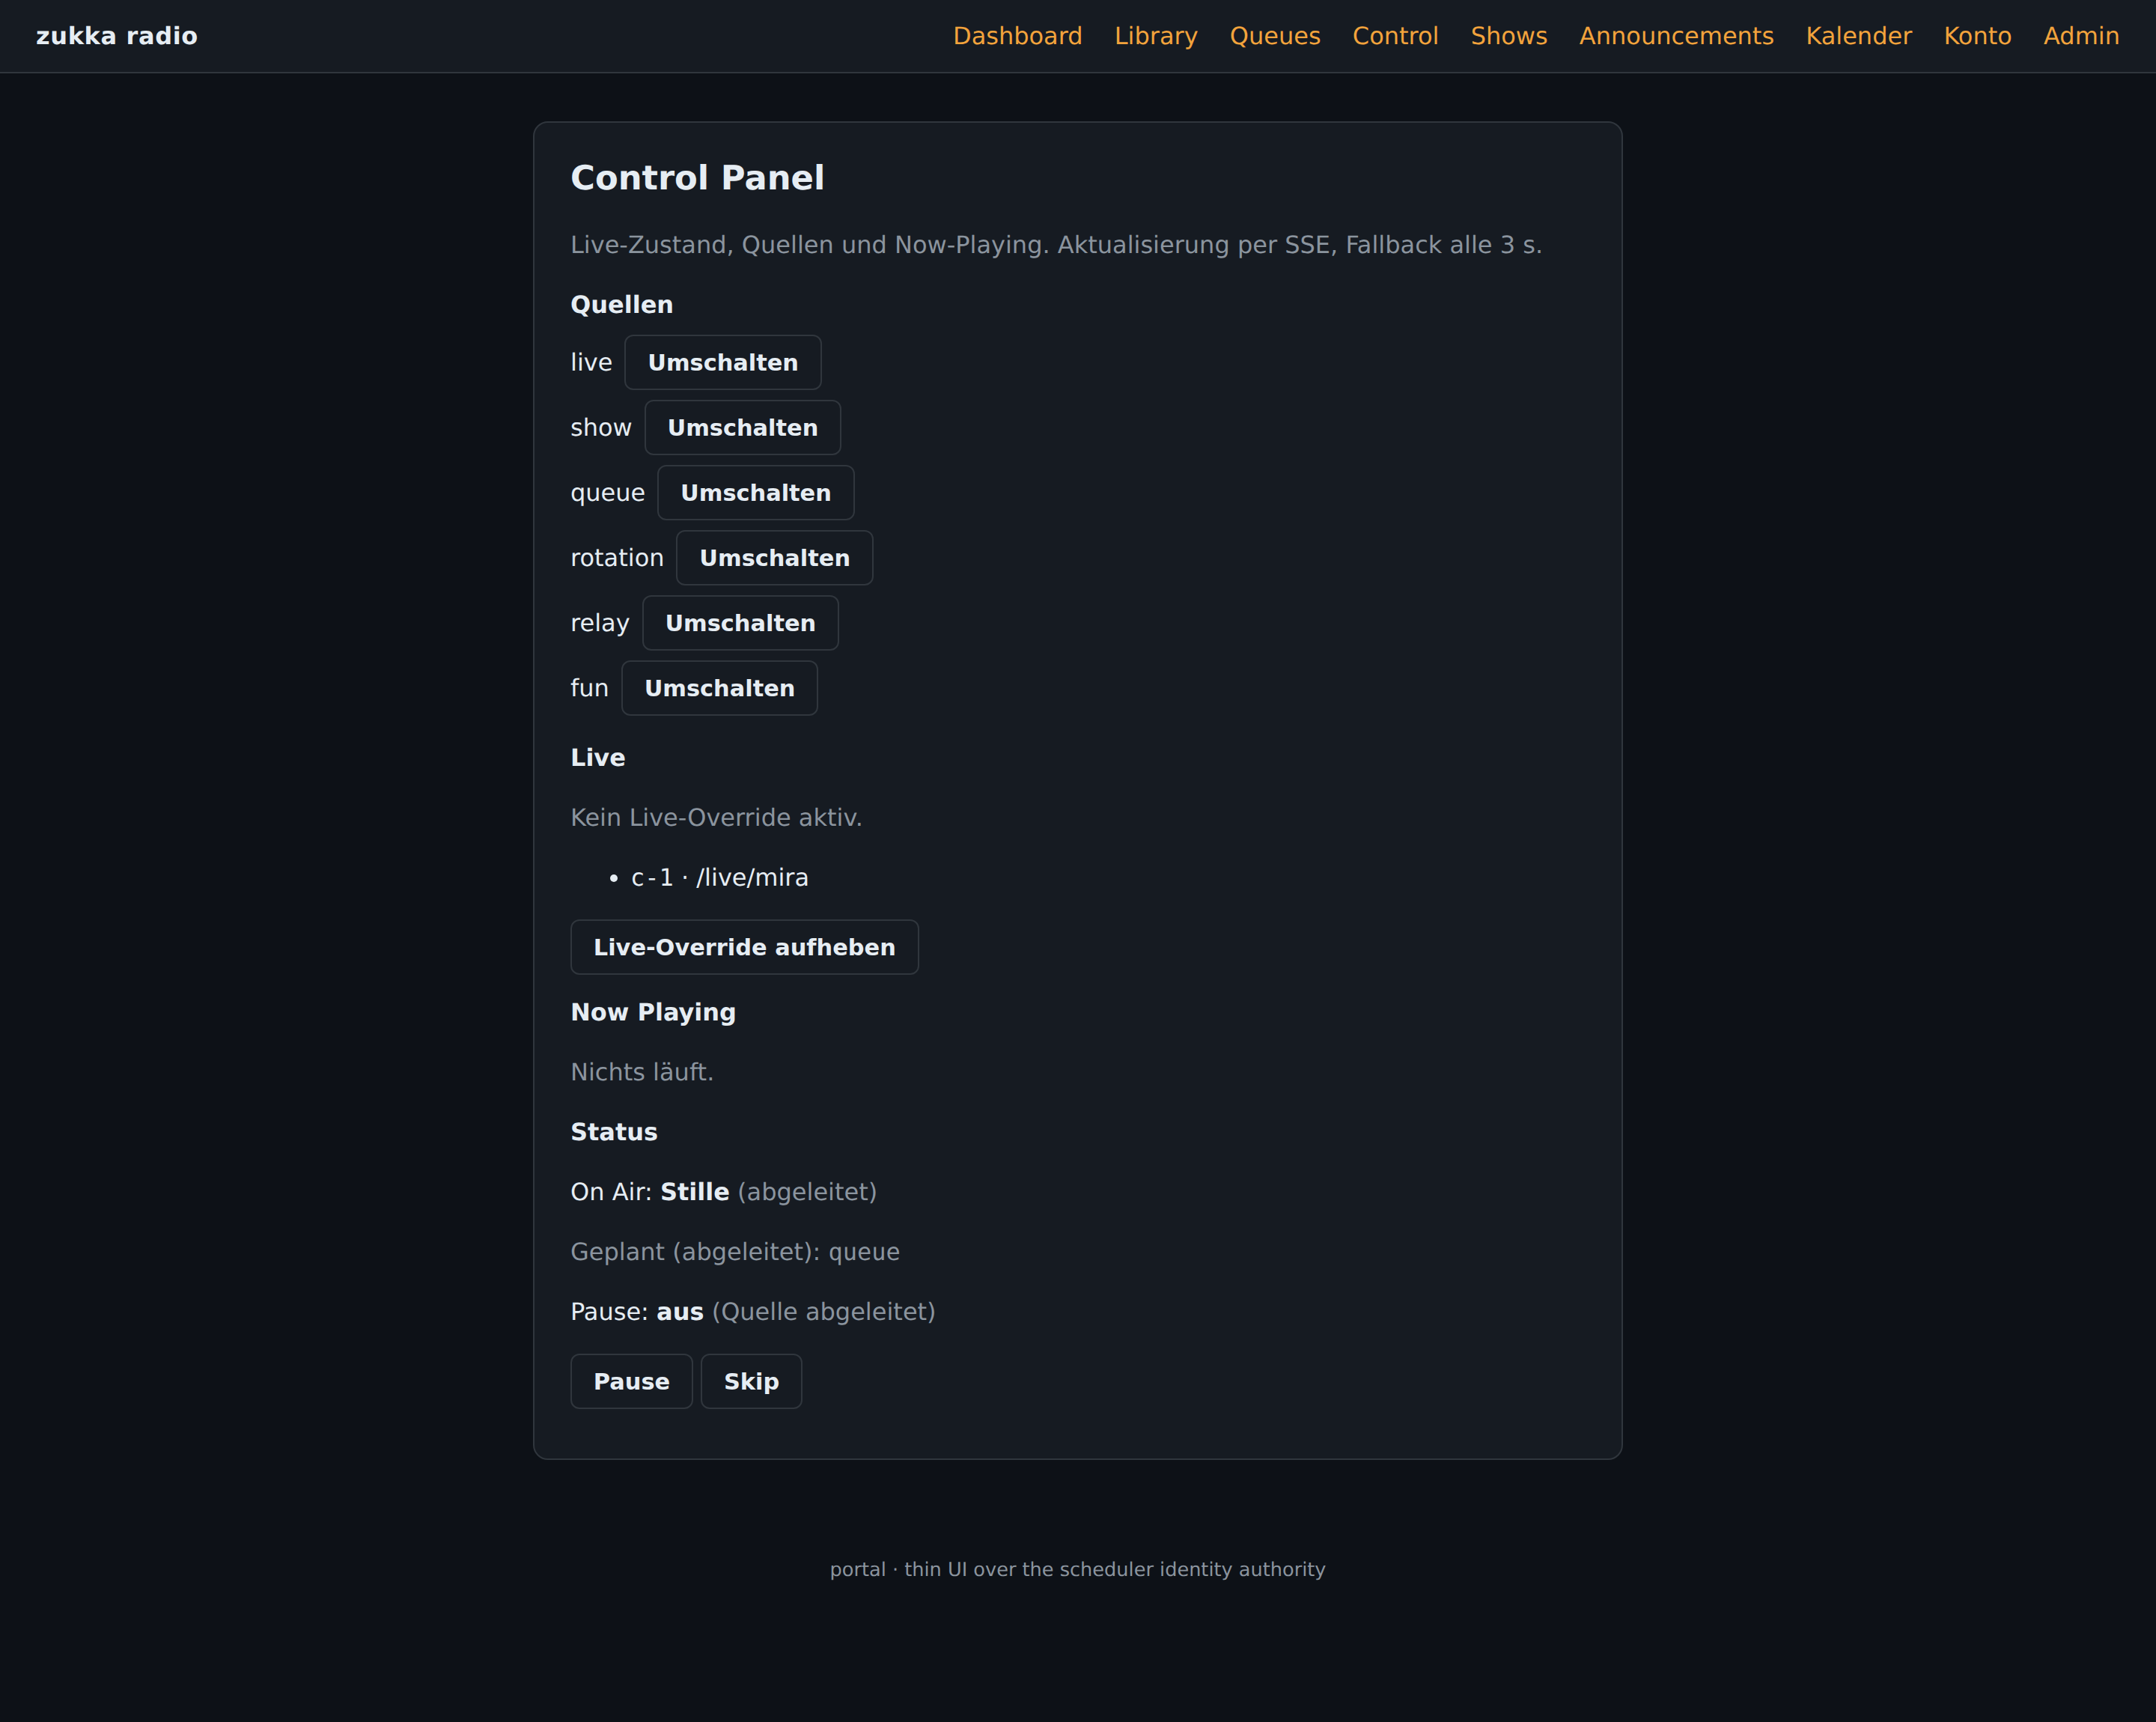 zukka radio Dashboard Library Queues Control Shows Announcements Kalender Konto Admin
Control Panel
Live-Zustand, Quellen und Now-Playing. Aktualisierung per SSE, Fallback alle 3 s.
Quellen
live Umschalten
show Umschalten
queue Umschalten
rotation Umschalten
relay Umschalten
fun Umschalten
Live
Kein Live-Override aktiv.
• c-1 · /live/mira
Live-Override aufheben
Now Playing
Nichts läuft.
Status
On Air: Stille (abgeleitet)
Geplant (abgeleitet): queue
Pause: aus (Quelle abgeleitet)
Pause Skip
portal · thin UI over the scheduler identity authority